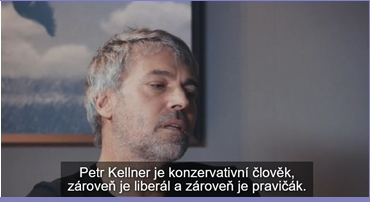 Petr Kellner je konzervativní člověk,
zároveň je liberál a zároveň je pravičák.